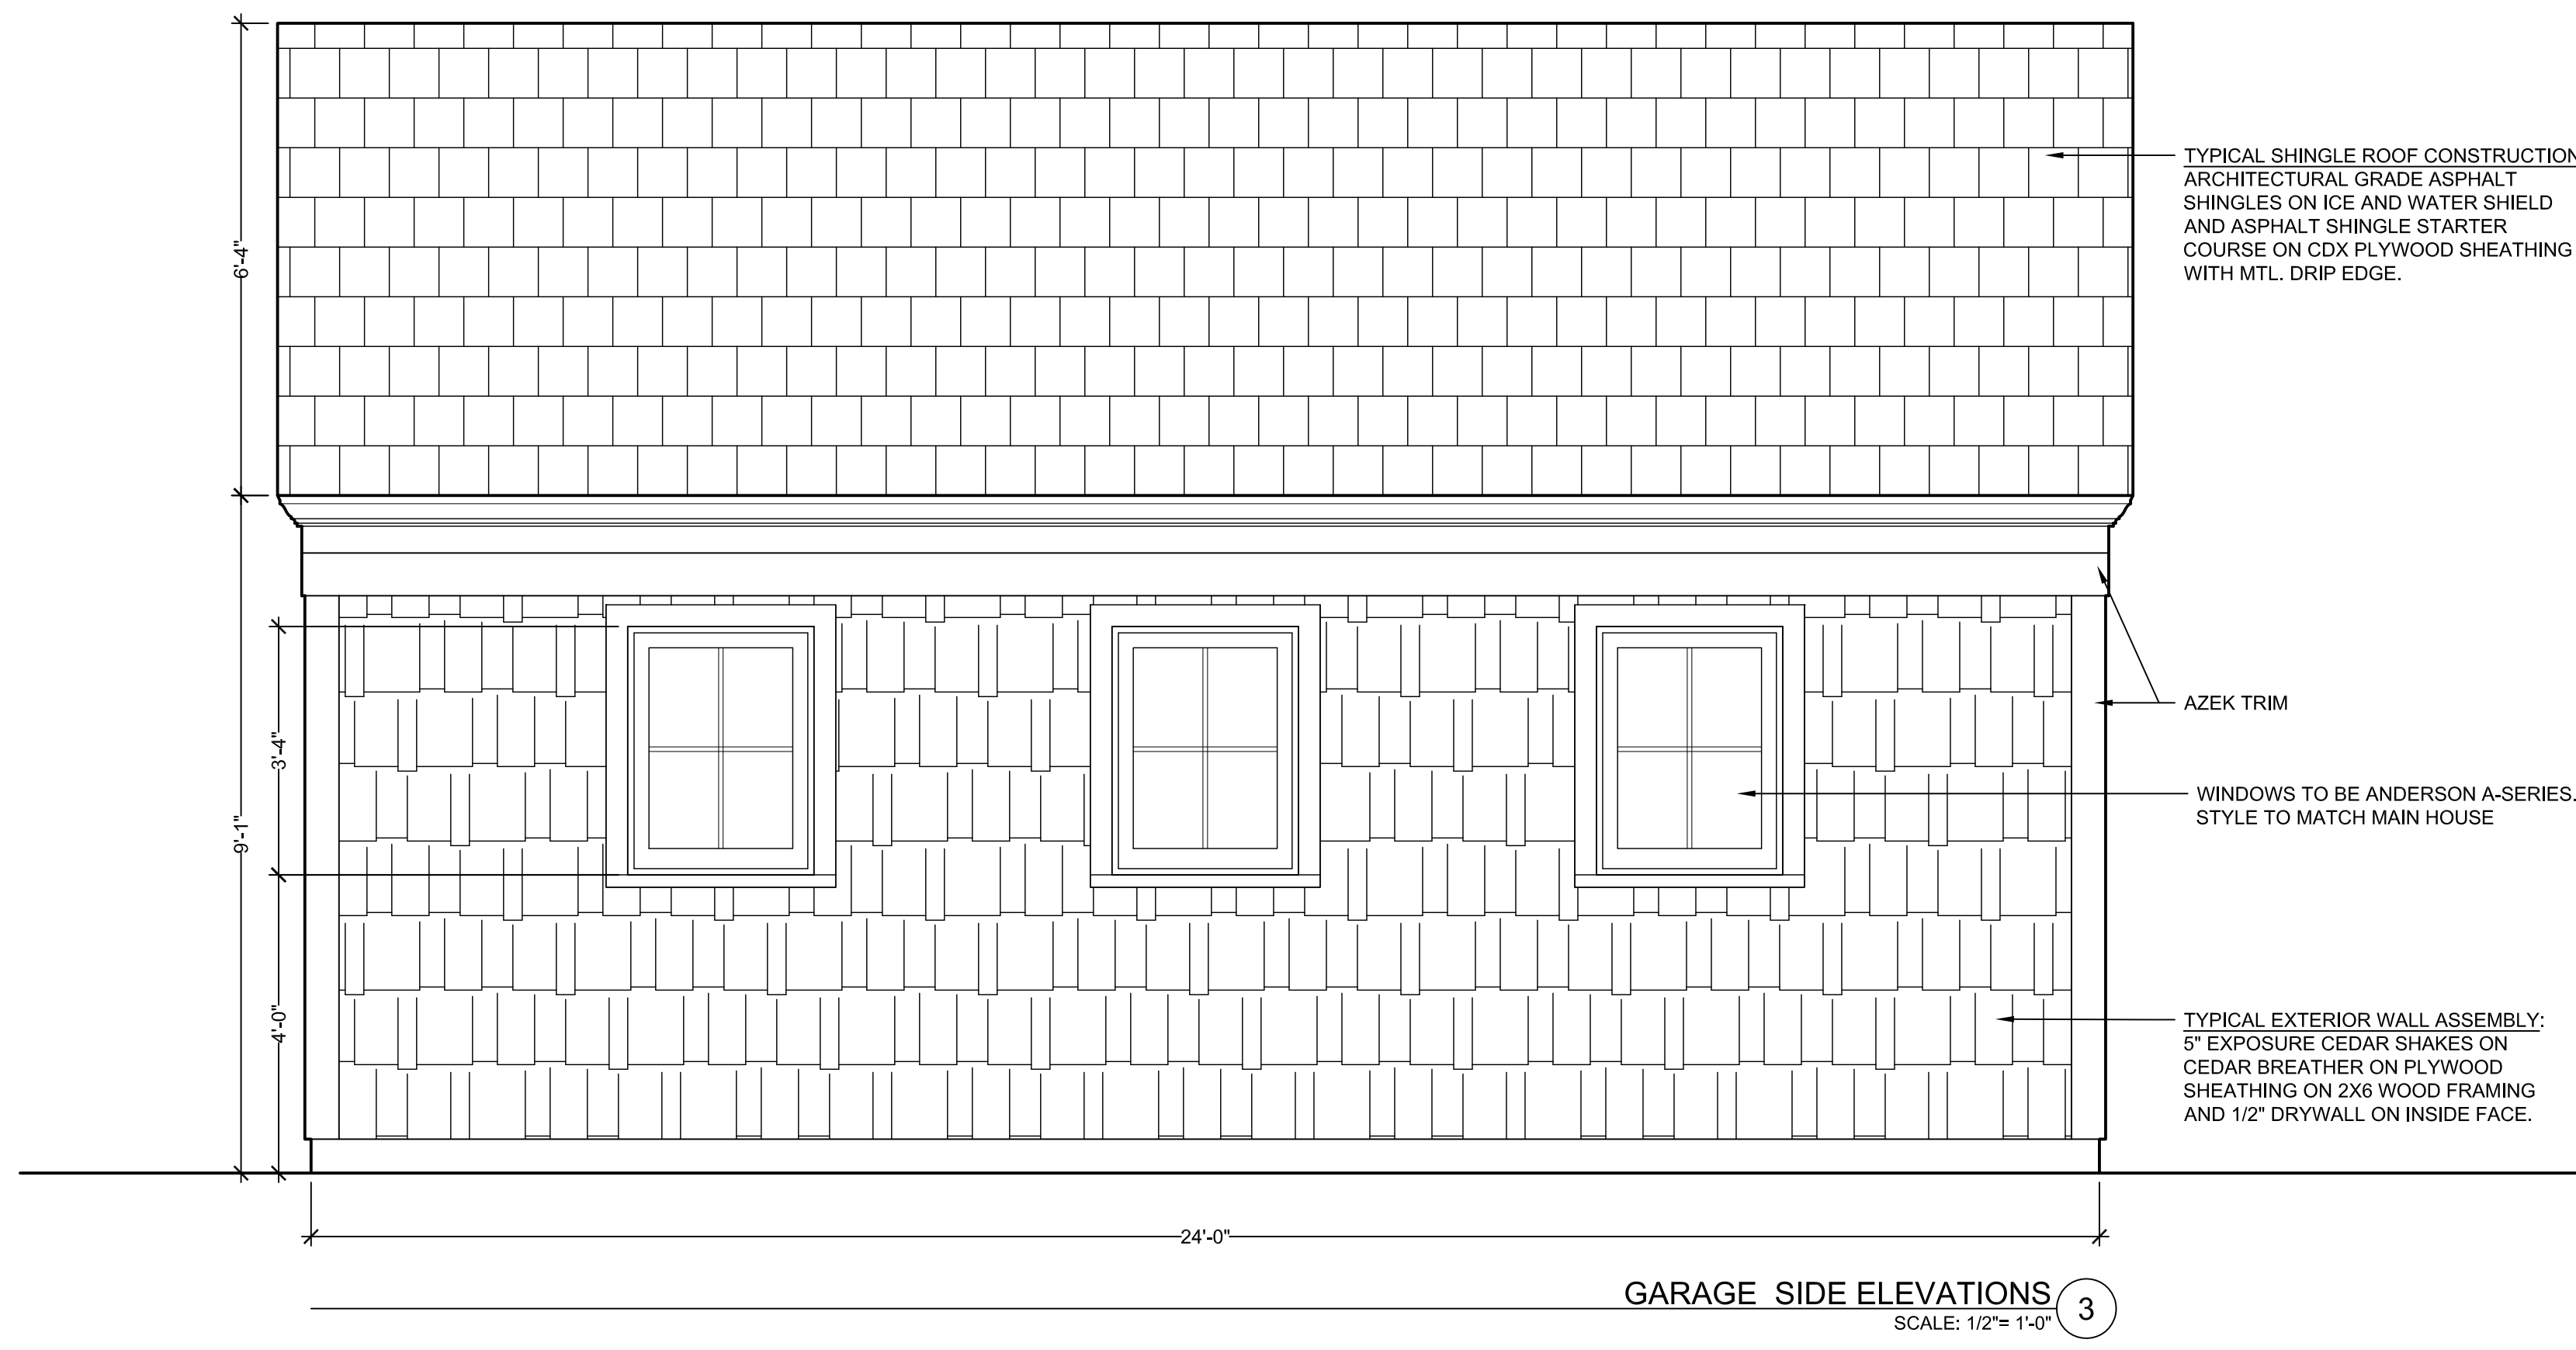 TYPICAL SHINGLE ROOF CONSTRUCTION
ARCHITECTURAL GRADE ASPHALT
SHINGLES ON ICE AND WATER SHIELD
AND ASPHALT SHINGLE STARTER
COURSE ON CDX PLYWOOD SHEATHING
WITH MTL. DRIP EDGE.
6'-4"
AZEK TRIM
3'-4"
9'-1"
WINDOWS TO BE ANDERSON A-SERIES.
STYLE TO MATCH MAIN HOUSE
4'-0"
TYPICAL EXTERIOR WALL ASSEMBLY:
5" EXPOSURE CEDAR SHAKES ON
CEDAR BREATHER ON PLYWOOD
SHEATHING ON 2X6 WOOD FRAMING
AND 1/2" DRYWALL ON INSIDE FACE.
24'-0"
GARAGE SIDE ELEVATIONS 3
SCALE: 1/2"= 1'-0"